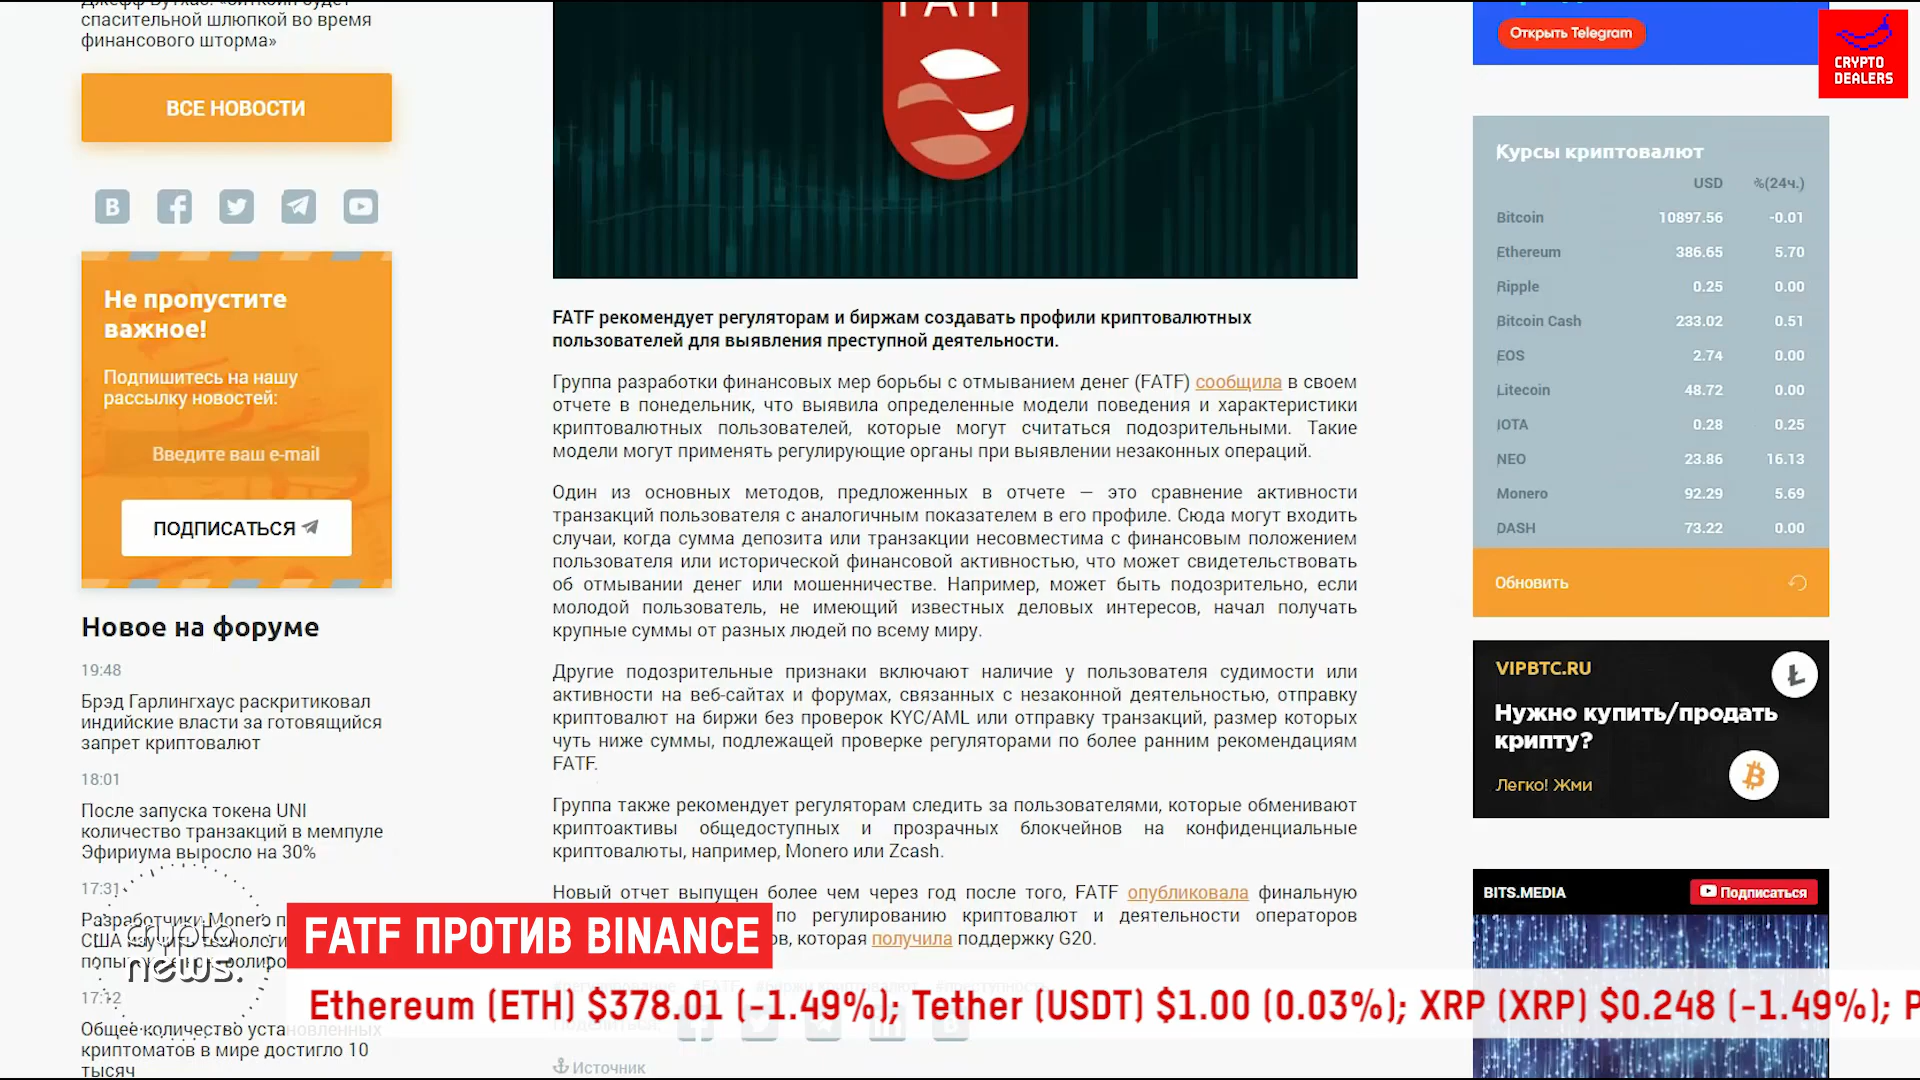 спасительной шлюпкой во время
финансового шторма»
ВСЕ НОВОСТИ
Не пропустите
важное!
Подпишитесь на нашу
рассылку новостей:
Введите ваш e-mail
ПОДПИСАТЬСЯ
Новое на форуме
19:48
Брэд Гарлингхаус раскритиковал
индийские власти за готовящийся
запрет криптовалют
18:01
После запуска токена UNI
количество транзакций в мемпуле
Эфириума выросло на 30%
17:31
Разработчики Monero
США
17:12
Общее количество установленных
криптоматов в мире достигло 10
тысяч
FATF
FATF рекомендует регуляторам и биржам создавать профили криптовалютных
пользователей для выявления преступной деятельности.
Группа разработки финансовых мер борьбы с отмыванием денег (FATF) сообщила в своем
отчете в понедельник, что выявила определенные модели поведения и характеристики
криптовалютных пользователей, которые могут считаться подозрительными. Такие
модели могут применять регулирующие органы при выявлении незаконных операций.
Один из основных методов, предложенных в отчете — это сравнение активности
транзакций пользователя с аналогичным показателем в его профиле. Сюда могут входить
случаи, когда сумма депозита или транзакции несовместима с финансовым положением
пользователя или исторической финансовой активностью, что может свидетельствовать
об отмывании денег или мошенничестве. Например, может быть подозрительно, если
молодой пользователь, не имеющий известных деловых интересов, начал получать
крупные суммы от разных людей по всему миру.
Другие подозрительные признаки включают наличие у пользователя судимости или
активности на веб-сайтах и форумах, связанных с незаконной деятельностью, отправку
криптовалют на биржи без проверок KYC/AML или отправку транзакций, размер которых
чуть ниже суммы, подлежащей проверке регуляторами по более ранним рекомендациям
FATF.
Группа также рекомендует регуляторам следить за пользователями, которые обменивают
криптоактивы общедоступных и прозрачных блокчейнов на конфиденциальные
криптовалюты, например, Monero или Zcash.
Новый отчет выпущен более чем через год после того, FATF опубликовала финальную
по регулированию криптовалют и деятельности операторов
которая получила поддержку G20.
Поделиться:
Источник
Открыть Telegram
CRYPTO
DEALERS
Курсы криптовалют
USD %(24ч.)
Bitcoin 10897.56 -0.01
Ethereum 386.65 5.70
Ripple 0.25 0.00
Bitcoin Cash 233.02 0.51
EOS 2.74 0.00
Litecoin 48.72 0.00
IOTA 0.28 0.25
NEO 23.86 16.13
Monero 92.29 5.69
DASH 73.22 0.00
Обновить
VIPBTC.RU
Нужно купить/продать
крипту?
Легко! Жми
BITS.MEDIA
Подписаться
crypto
news.
FATF ПРОТИВ BINANCE
Ethereum (ETH) $378.01 (-1.49%); Tether (USDT) $1.00 (0.03%); XRP (XRP) $0.248 (-1.49%); P